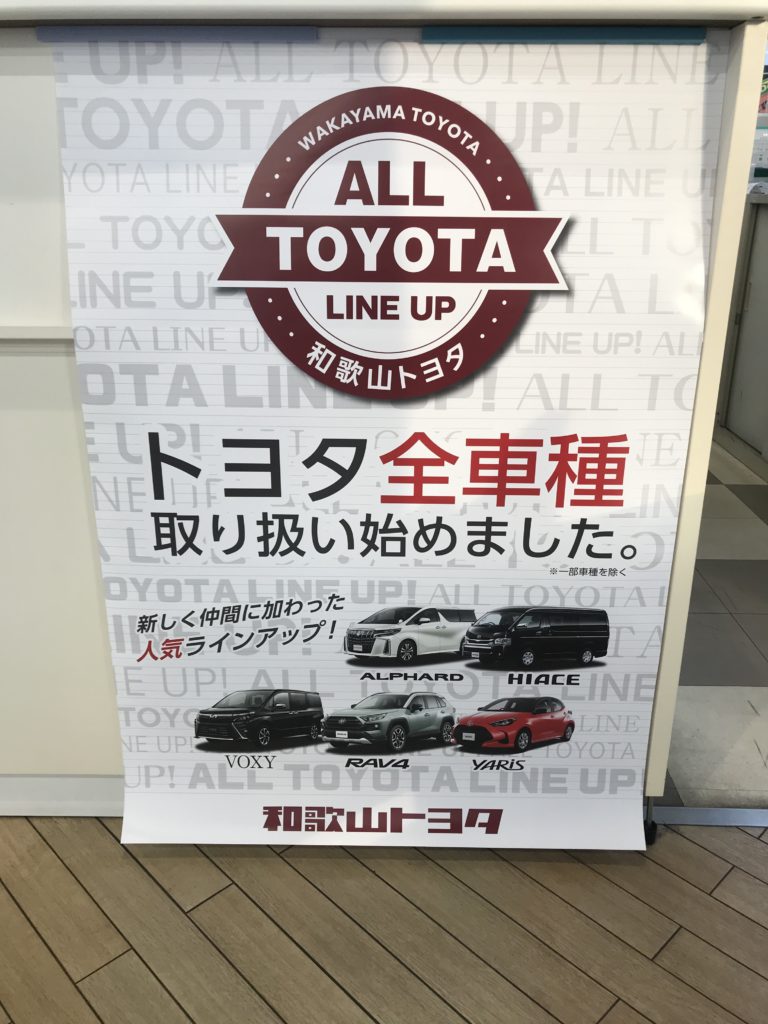 WAKAYAMA TOYOTA
ALL
TOYOTA
LINE UP
和歌山トヨタ
トヨタ全車種
取り扱い始めました。
※一部車種を除く
新しく仲間に加わった
人気ラインアップ！
ALPHARD
HIACE
VOXY
RAV4
YARiS
和歌山トヨタ